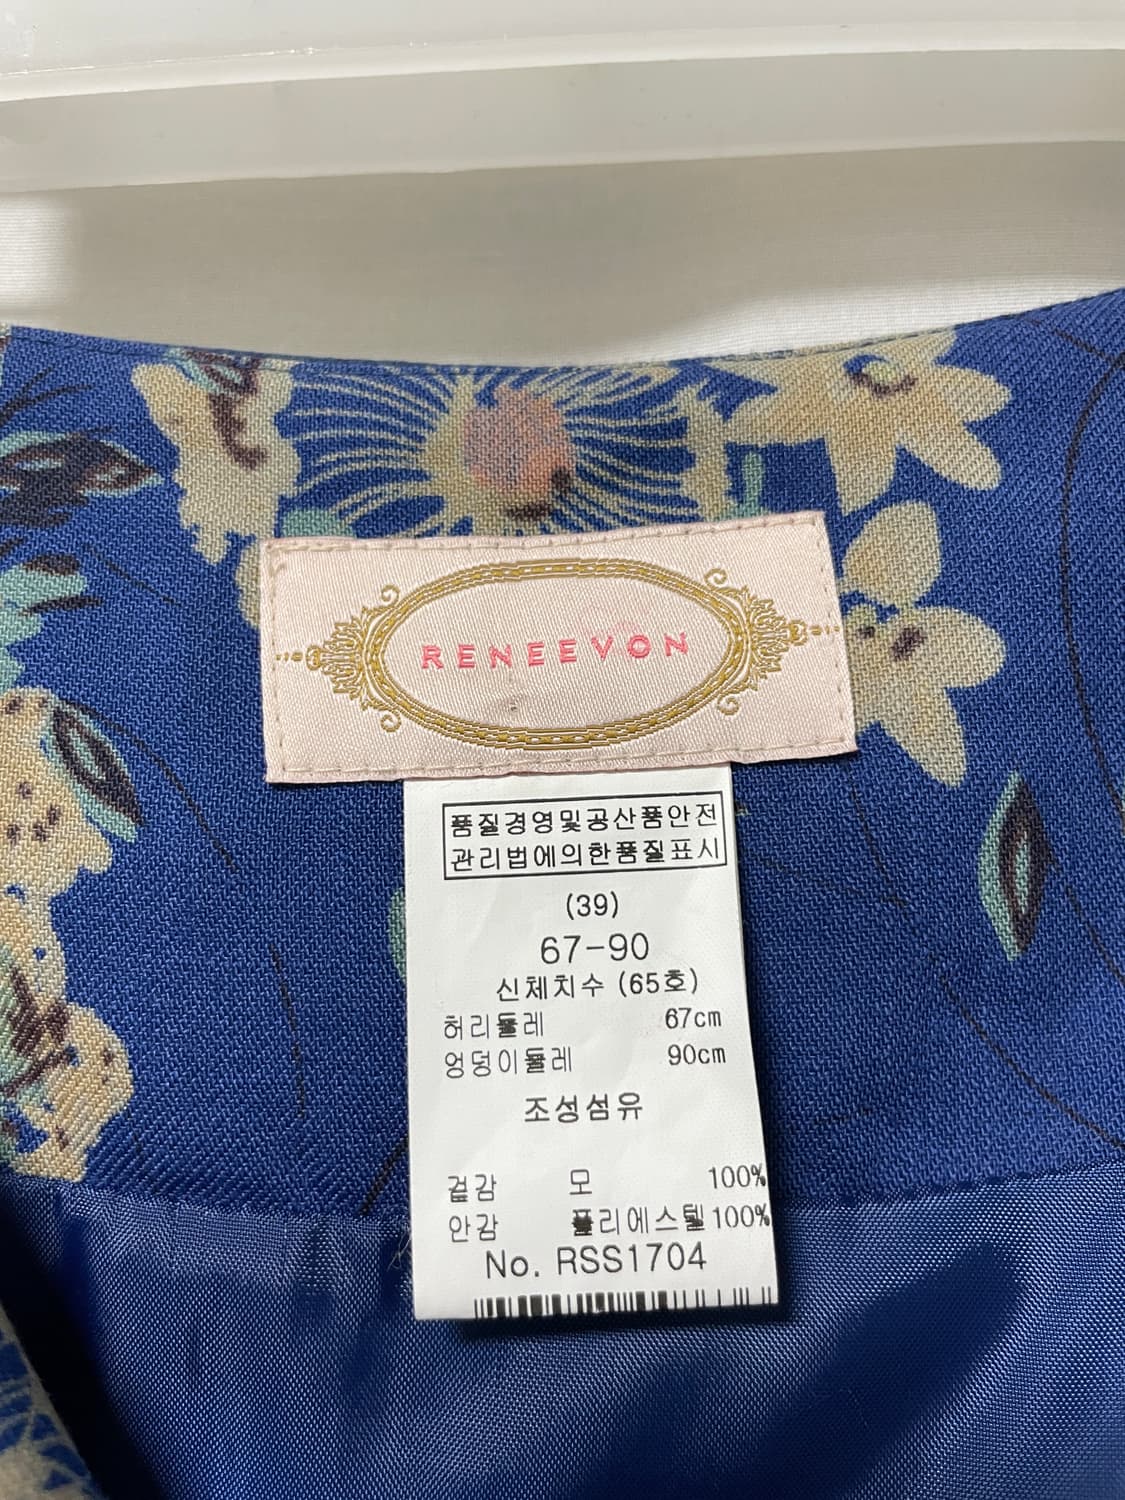 RENEEVON
품질경영및공산품안전
관리법에의한품질표시
(39)
67-90
신체치수 (65호)
허리둘레 67cm
엉덩이둘레 90cm
조성섬유
겉감 모 100%
안감 폴리에스텔 100%
No. RSS1704